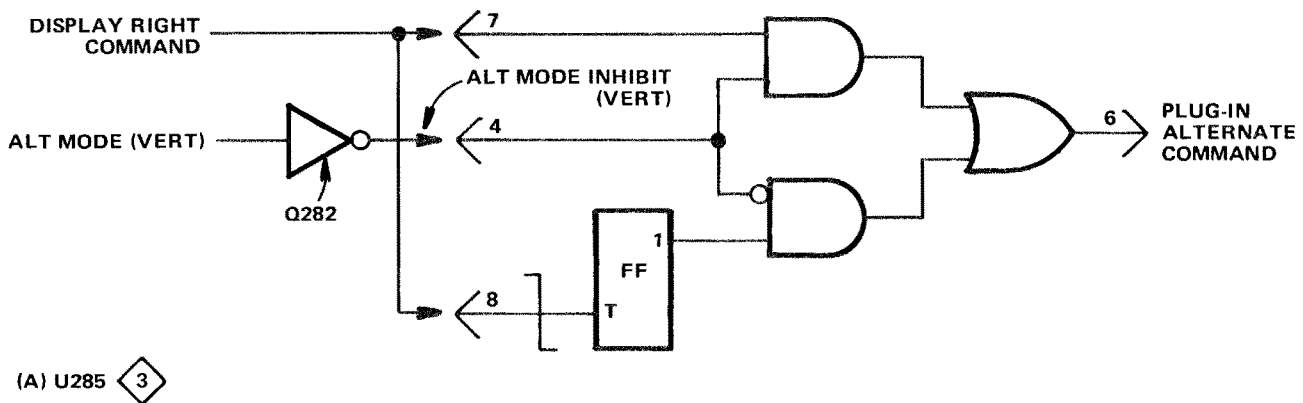 DISPLAY RIGHT
COMMAND
7
ALT MODE INHIBIT
(VERT)
ALT MODE (VERT)
4
6
PLUG-IN
ALTERNATE
COMMAND
Q282
1
FF
8
T
(A) U285 3